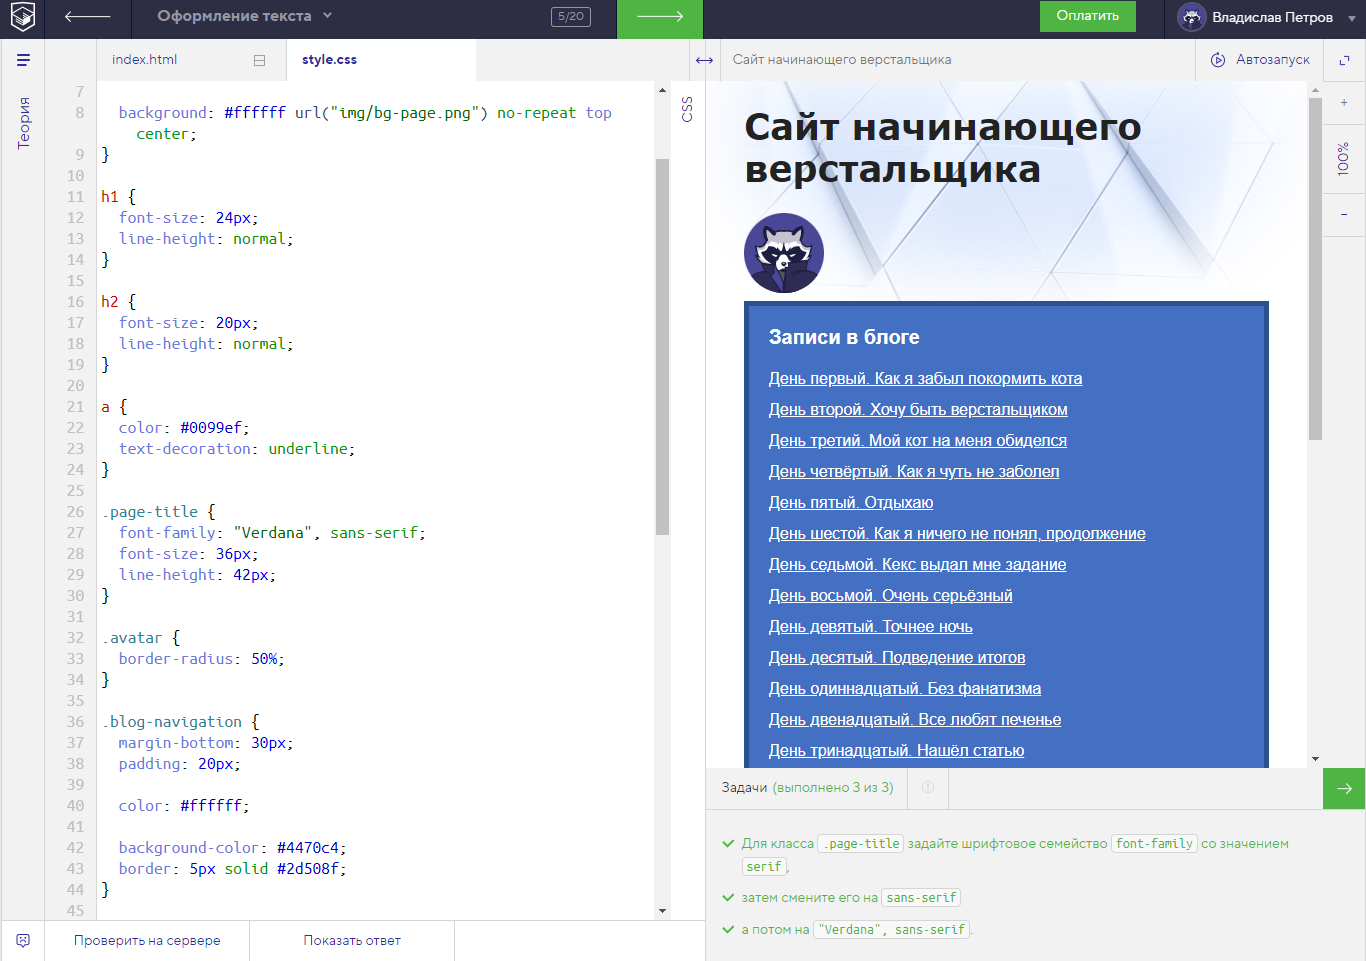 Оформление текста
5/20
Оплатить
Владислав Петров
index.html
style.css
Сайт начинающего верстальщика
Автозапуск
Теория
CSS
7
8 background: #ffffff url("img/bg-page.png") no-repeat top
center;
9 }
10
11 h1 {
12 font-size: 24px;
13 line-height: normal;
14 }
15
16 h2 {
17 font-size: 20px;
18 line-height: normal;
19 }
20
21 a {
22 color: #0099ef;
23 text-decoration: underline;
24 }
25
26 .page-title {
27 font-family: "Verdana", sans-serif;
28 font-size: 36px;
29 line-height: 42px;
30 }
31
32 .avatar {
33 border-radius: 50%;
34 }
35
36 .blog-navigation {
37 margin-bottom: 30px;
38 padding: 20px;
39
40 color: #ffffff;
41
42 background-color: #4470c4;
43 border: 5px solid #2d508f;
44 }
45
Проверить на сервере
Показать ответ
Сайт начинающего
верстальщика
Записи в блоге
День первый. Как я забыл покормить кота
День второй. Хочу быть верстальщиком
День третий. Мой кот на меня обиделся
День четвёртый. Как я чуть не заболел
День пятый. Отдыхаю
День шестой. Как я ничего не понял, продолжение
День седьмой. Кекс выдал мне задание
День восьмой. Очень серьёзный
День девятый. Точнее ночь
День десятый. Подведение итогов
День одиннадцатый. Без фанатизма
День двенадцатый. Все любят печенье
День тринадцатый. Нашёл статью
+
100%
−
Задачи (выполнено 3 из 3)
Для класса .page-title задайте шрифтовое семейство font-family со значением
serif,
затем смените его на sans-serif
а потом на "Verdana", sans-serif.